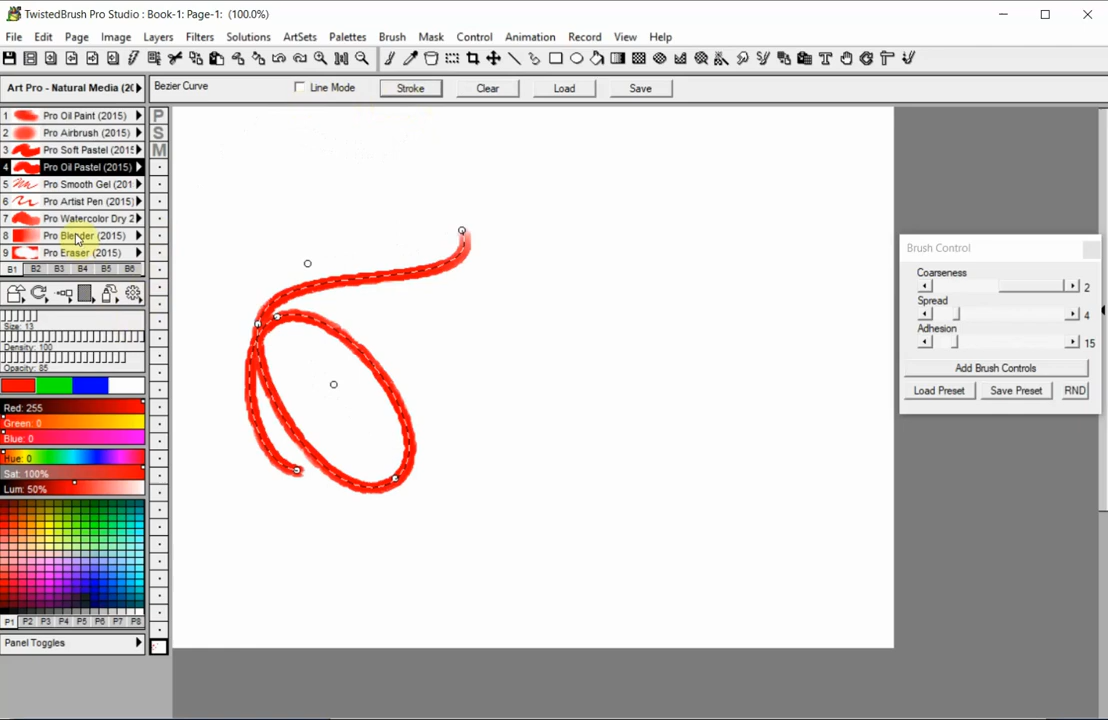 TwistedBrush Pro Studio : Book-1: Page-1: (100.0%)
File Edit Page Image Layers Filters Solutions ArtSets Palettes Brush Mask Control Animation Record View Help
Art Pro - Natural Media (20
Bezier Curve
Line Mode
Stroke
Clear
Load
Save
1 Pro Oil Paint (2015)
2 Pro Airbrush (2015)
3 Pro Soft Pastel (2015
4 Pro Oil Pastel (2015)
5 Pro Smooth Gel (201
6 Pro Artist Pen (2015)
7 Pro Watercolor Dry 2
8 Pro Blender (2015)
9 Pro Eraser (2015)
B1 B2 B3 B4 B5 B6
P
S
M
Size: 13
Density: 100
Opacity: 85
Red: 255
Green: 0
Blue: 0
Hue: 0
Sat: 100%
Lum: 50%
P1 P2 P3 P4 P5 P6 P7 P8
Panel Toggles
Brush Control
Coarseness
2
Spread
4
Adhesion
15
Add Brush Controls
Load Preset
Save Preset
RND